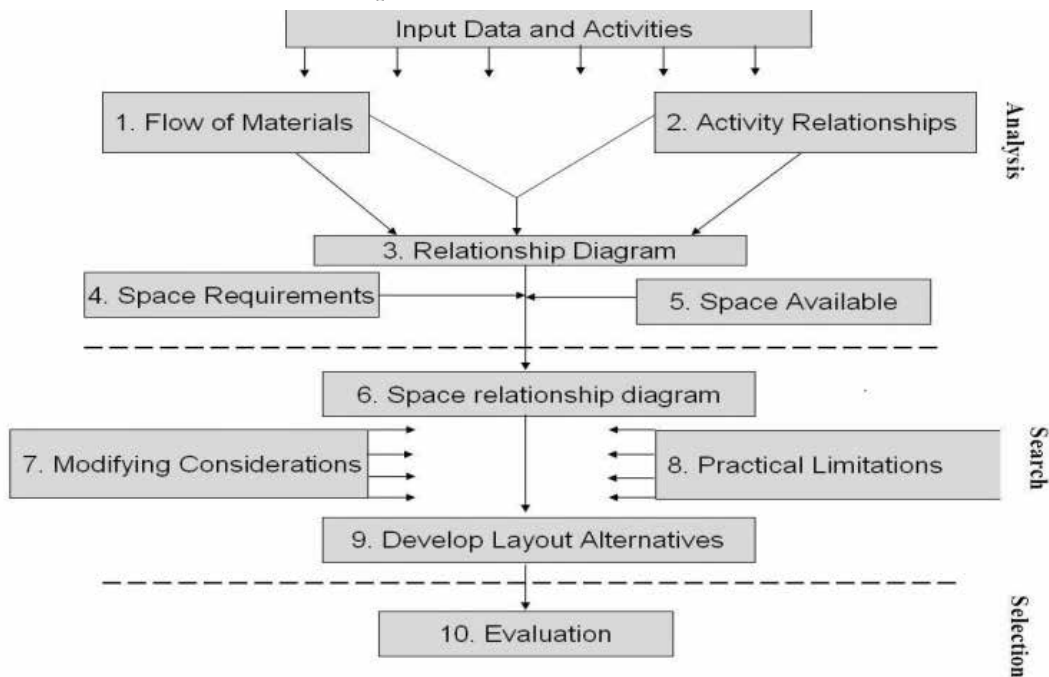 Input Data and Activities
1. Flow of Materials
2. Activity Relationships
Analysis
3. Relationship Diagram
4. Space Requirements
5. Space Available
6. Space relationship diagram
7. Modifying Considerations
8. Practical Limitations
Search
9. Develop Layout Alternatives
10. Evaluation
Selection